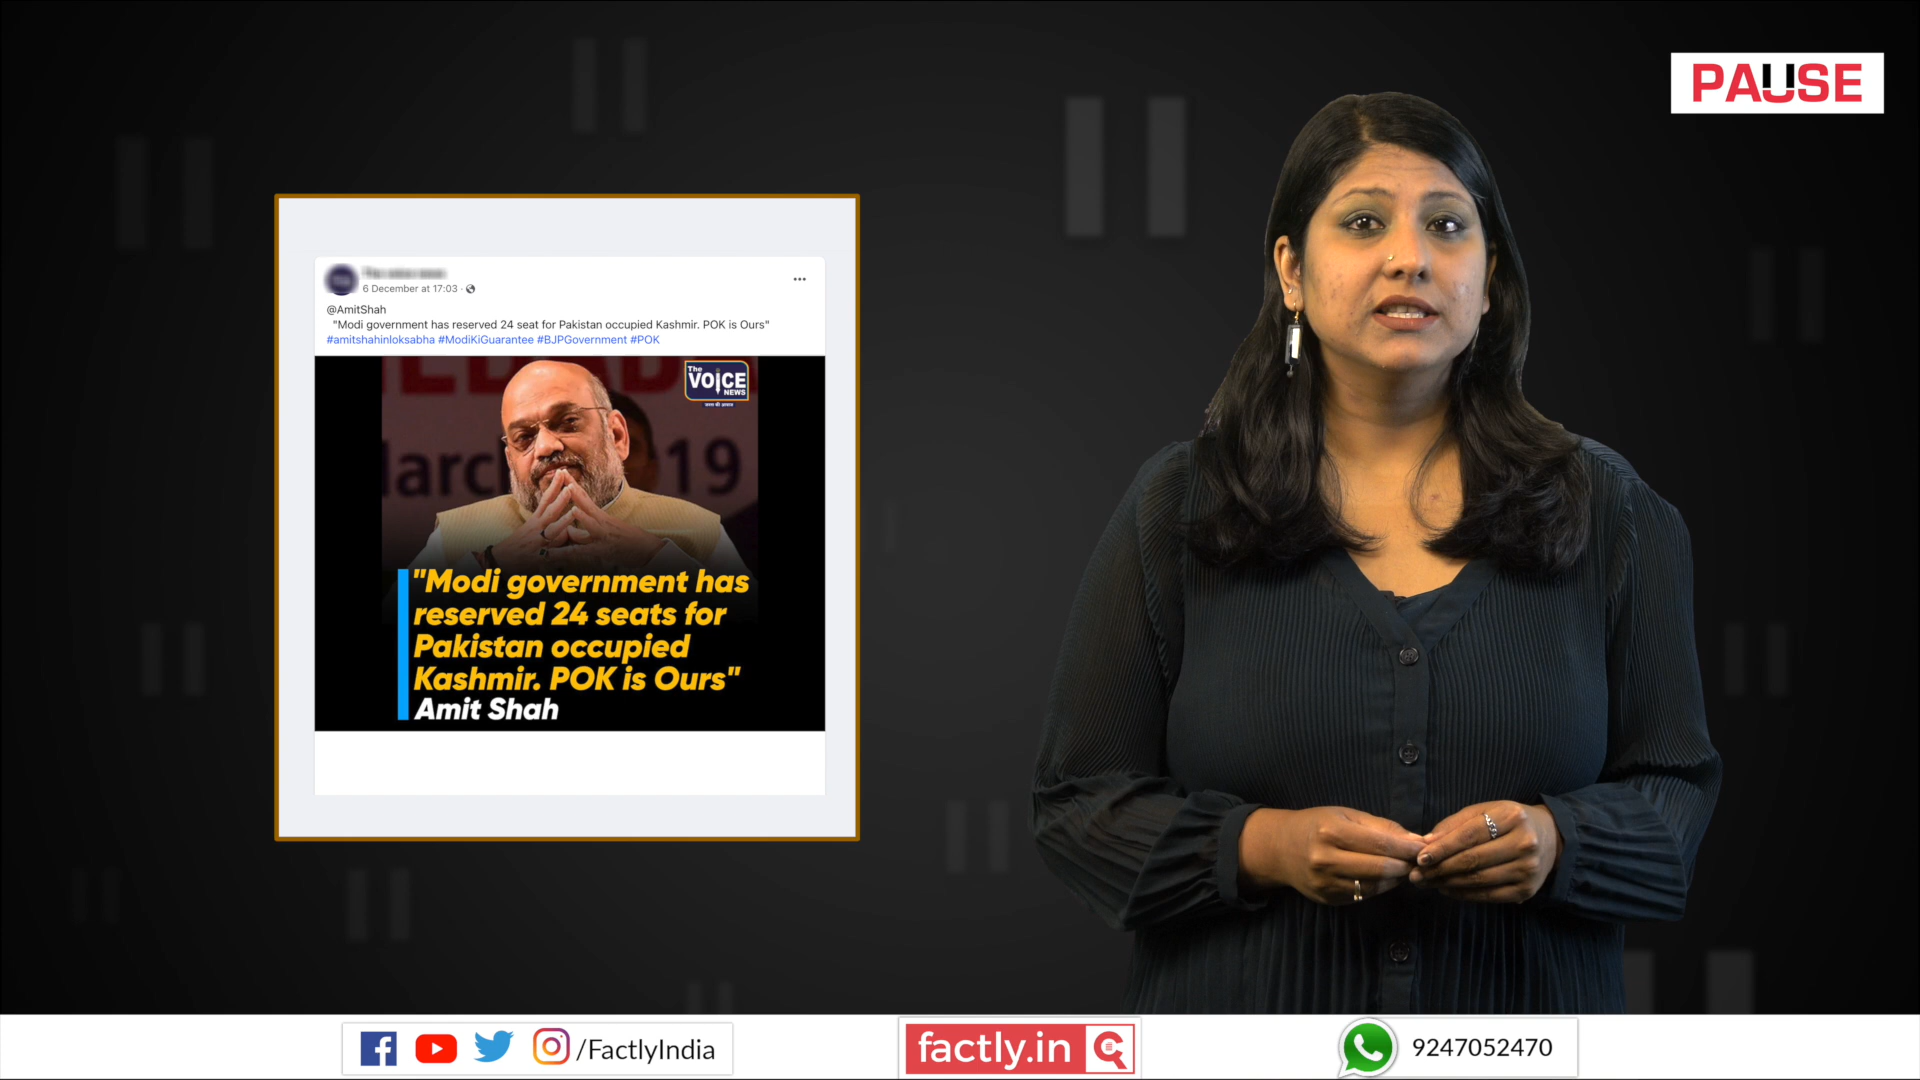 PAUSE
6 December at 17:03
@AmitShah
"Modi government has reserved 24 seat for Pakistan occupied Kashmir. POK is Ours"
#amitshahinloksabha #ModiKiGuarantee #BJPGovernment #POK
The
VOICE
NEWS
19
"Modi government has
reserved 24 seats for
Pakistan occupied
Kashmir. POK is Ours"
Amit Shah
/FactlyIndia
factly.in
9247052470